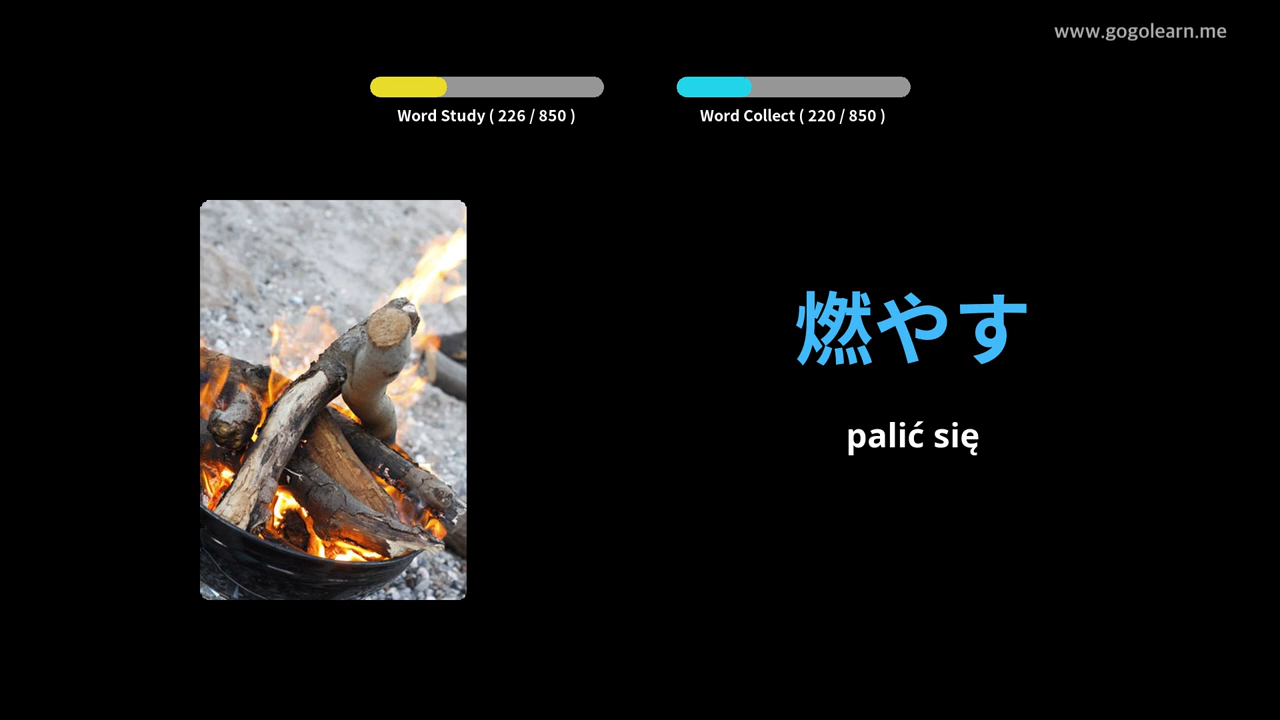 www.gogolearn.me
Word Study ( 226 / 850 )
Word Collect ( 220 / 850 )
燃やす
palić się